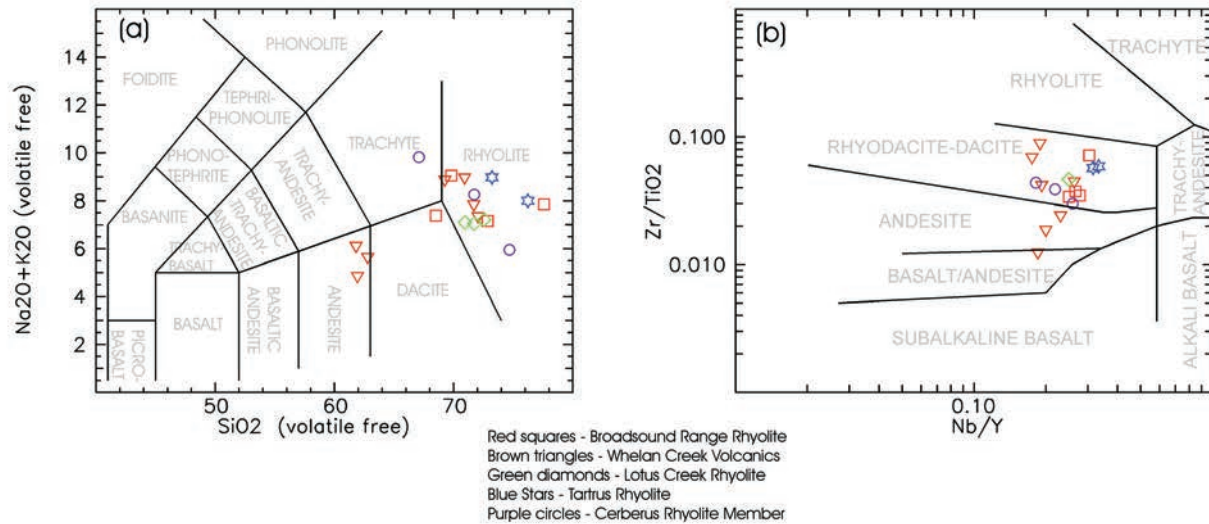 (a)
Na2O+K2O (volatile free)
14
12
10
8
6
4
2
FOIDITE
PHONOLITE
TEPHRI-
PHONOLITE
PHONO-
TEPHRITE
TRACHYTE
RHYOLITE
TRACHY-
ANDESITE
BASALTIC
-TRACHY-
ANDESITE
BASANITE
TRACHY-
BASALT
PICRO-
BASALT
BASALT
BASALTIC
ANDESITE
ANDESITE
DACITE
50
60
70
SiO2 (volatile free)
(b)
Zr/TiO2
0.100
0.010
TRACHYTE
RHYOLITE
RHYODACITE-DACITE
ANDESITE
TRACHY-
ANDESITE
BASALT/ANDESITE
SUBALKALINE BASALT
ALKALI BASALT
0.10
Nb/Y
Red squares - Broadsound Range Rhyolite
Brown triangles - Whelan Creek Volcanics
Green diamonds - Lotus Creek Rhyolite
Blue Stars - Tartrus Rhyolite
Purple circles - Cerberus Rhyolite Member